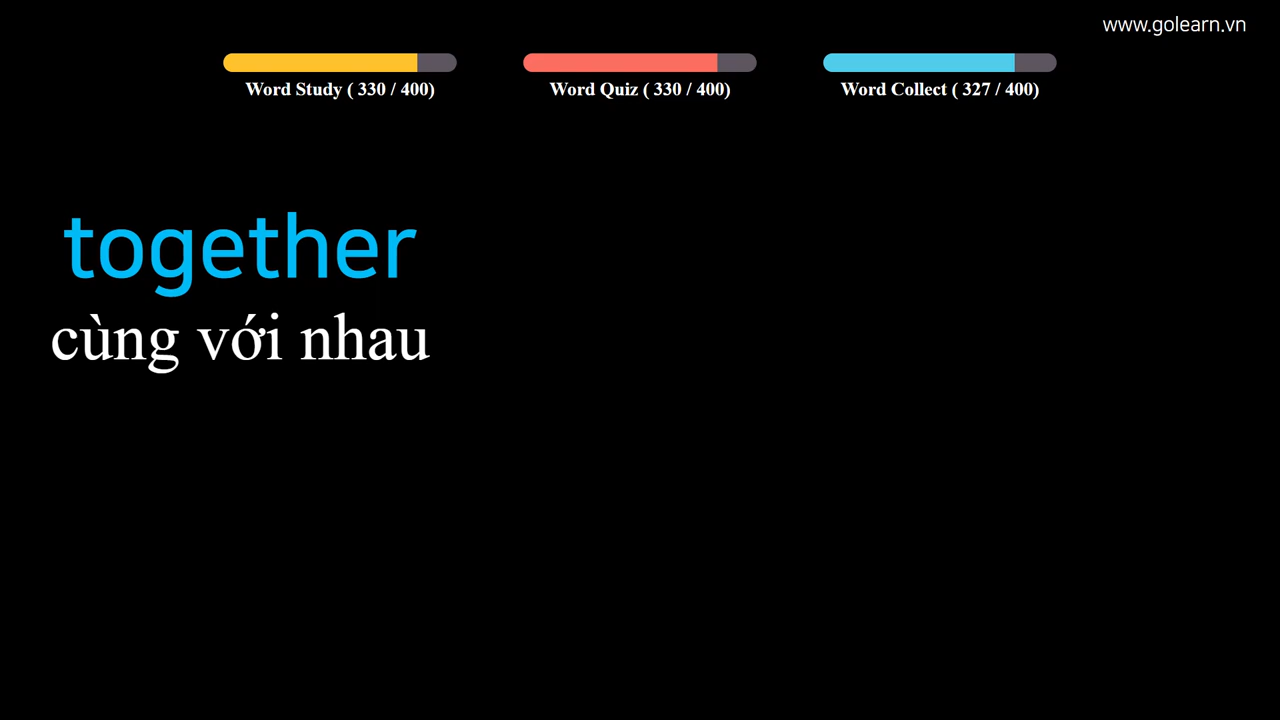 www.golearn.vn
Word Study ( 330 / 400)
Word Quiz ( 330 / 400)
Word Collect ( 327 / 400)
together
cùng với nhau